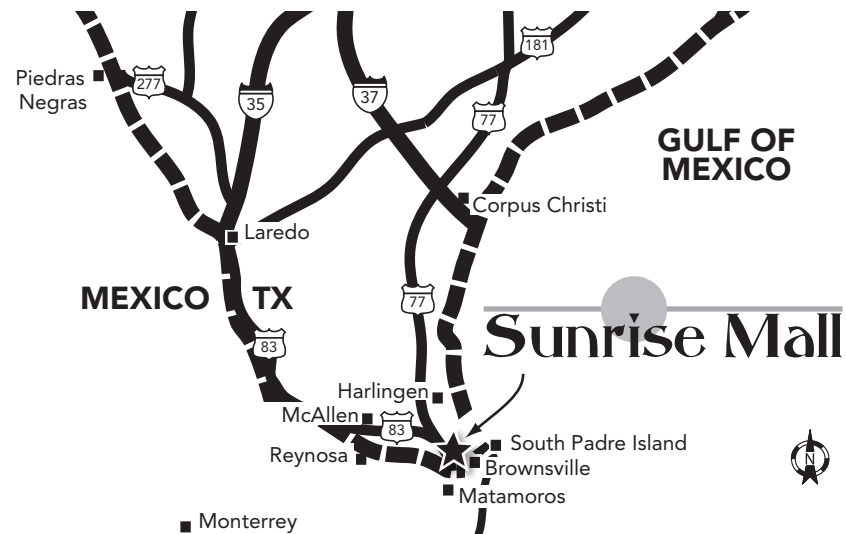 181
Piedras
Negras
277
35
37
77
GULF OF
MEXICO
Corpus Christi
Laredo
MEXICO
TX
77
Sunrise Mall
83
Harlingen
McAllen
83
South Padre Island
Reynosa
Brownsville
N
Matamoros
Monterrey